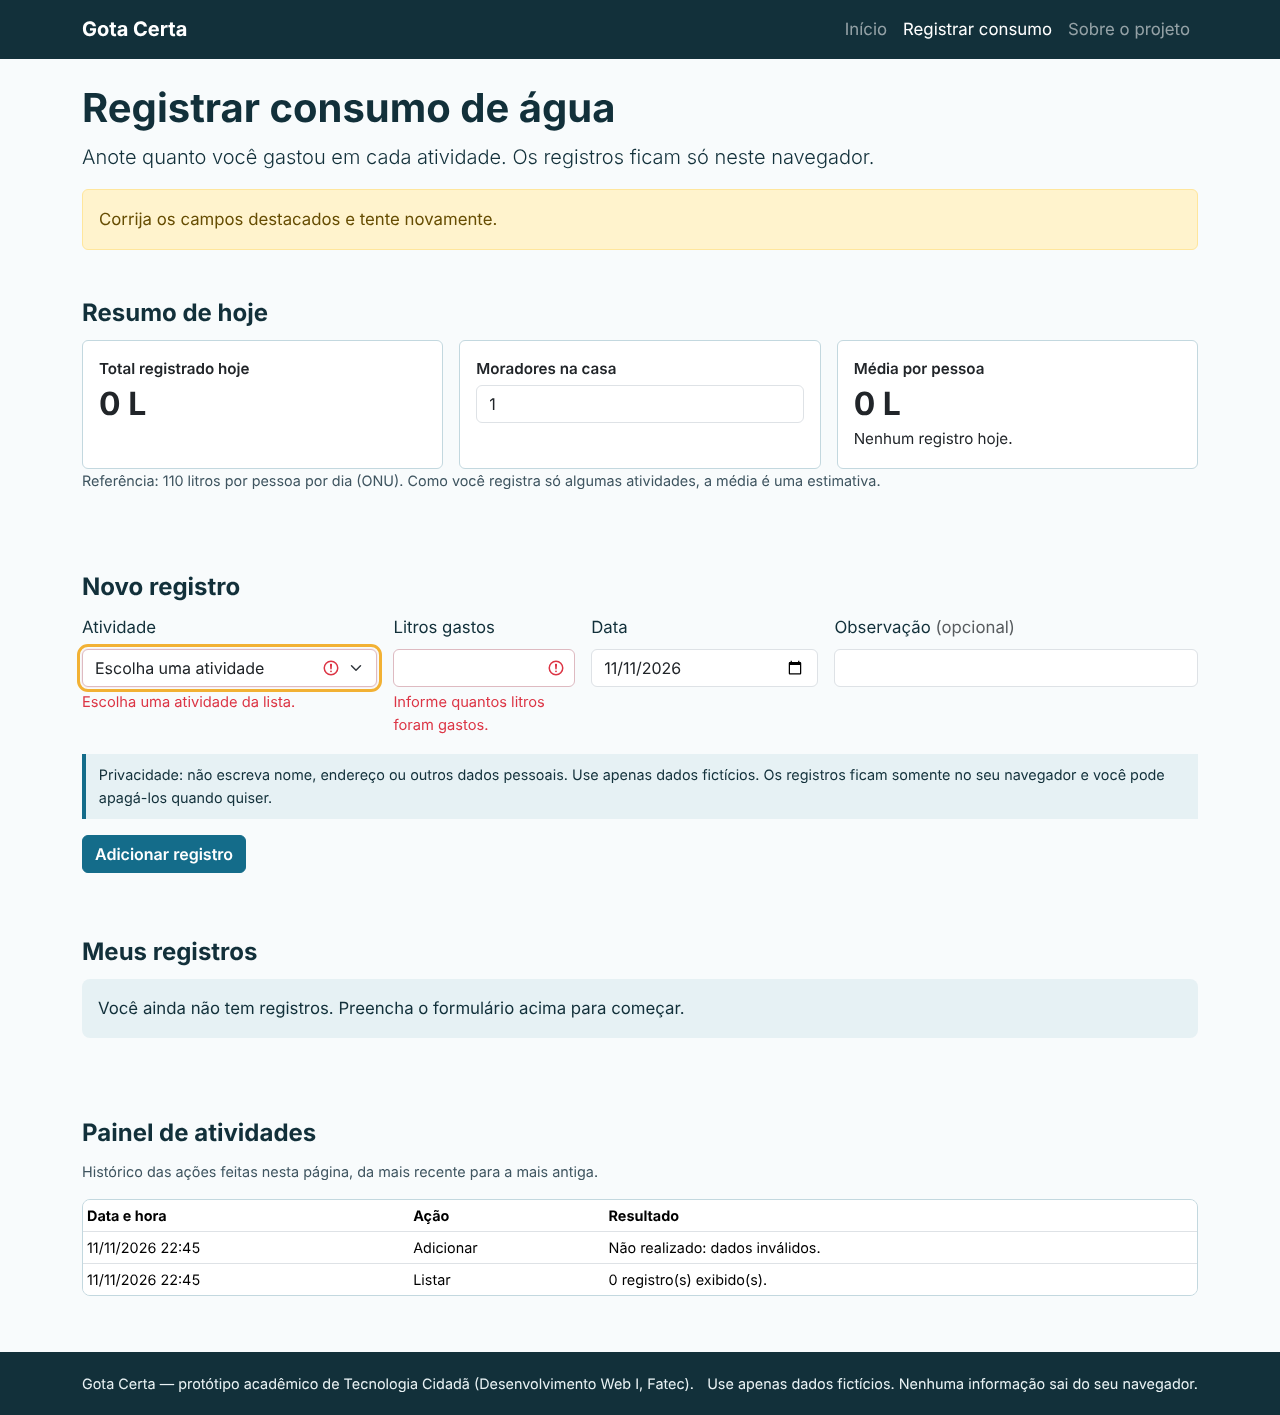 Gota Certa
Início
Registrar consumo
Sobre o projeto
Registrar consumo de água
Anote quanto você gastou em cada atividade. Os registros ficam só neste navegador.
Corrija os campos destacados e tente novamente.
Resumo de hoje
Total registrado hoje
0 L
Moradores na casa
1
Média por pessoa
0 L
Nenhum registro hoje.
Referência: 110 litros por pessoa por dia (ONU). Como você registra só algumas atividades, a média é uma estimativa.
Novo registro
Atividade
Escolha uma atividade
Escolha uma atividade da lista.
Litros gastos
Informe quantos litros
foram gastos.
Data
11/11/2026
Observação (opcional)
Privacidade: não escreva nome, endereço ou outros dados pessoais. Use apenas dados fictícios. Os registros ficam somente no seu navegador e você pode
apagá-los quando quiser.
Adicionar registro
Meus registros
Você ainda não tem registros. Preencha o formulário acima para começar.
Painel de atividades
Histórico das ações feitas nesta página, da mais recente para a mais antiga.
Data e hora Ação Resultado
11/11/2026 22:45 Adicionar Não realizado: dados inválidos.
11/11/2026 22:45 Listar 0 registro(s) exibido(s).
Gota Certa — protótipo acadêmico de Tecnologia Cidadã (Desenvolvimento Web I, Fatec). Use apenas dados fictícios. Nenhuma informação sai do seu navegador.